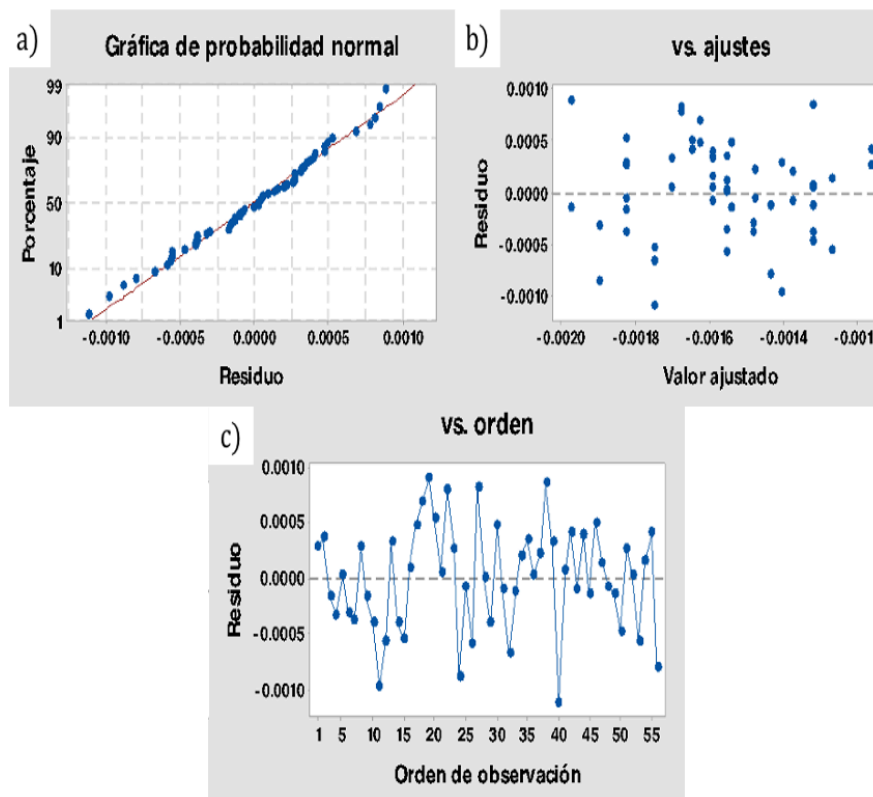 a)
Gráfica de probabilidad normal
99
90
50
10
1
Porcentaje
-0.0010 -0.0005 0.0000 0.0005 0.0010
Residuo
b)
vs. ajustes
0.0010
0.0005
0.0000
-0.0005
-0.0010
Residuo
-0.0020 -0.0018 -0.0016 -0.0014 -0.001
Valor ajustado
c)
vs. orden
0.0010
0.0005
0.0000
-0.0005
-0.0010
Residuo
1 5 10 15 20 25 30 35 40 45 50 55
Orden de observación